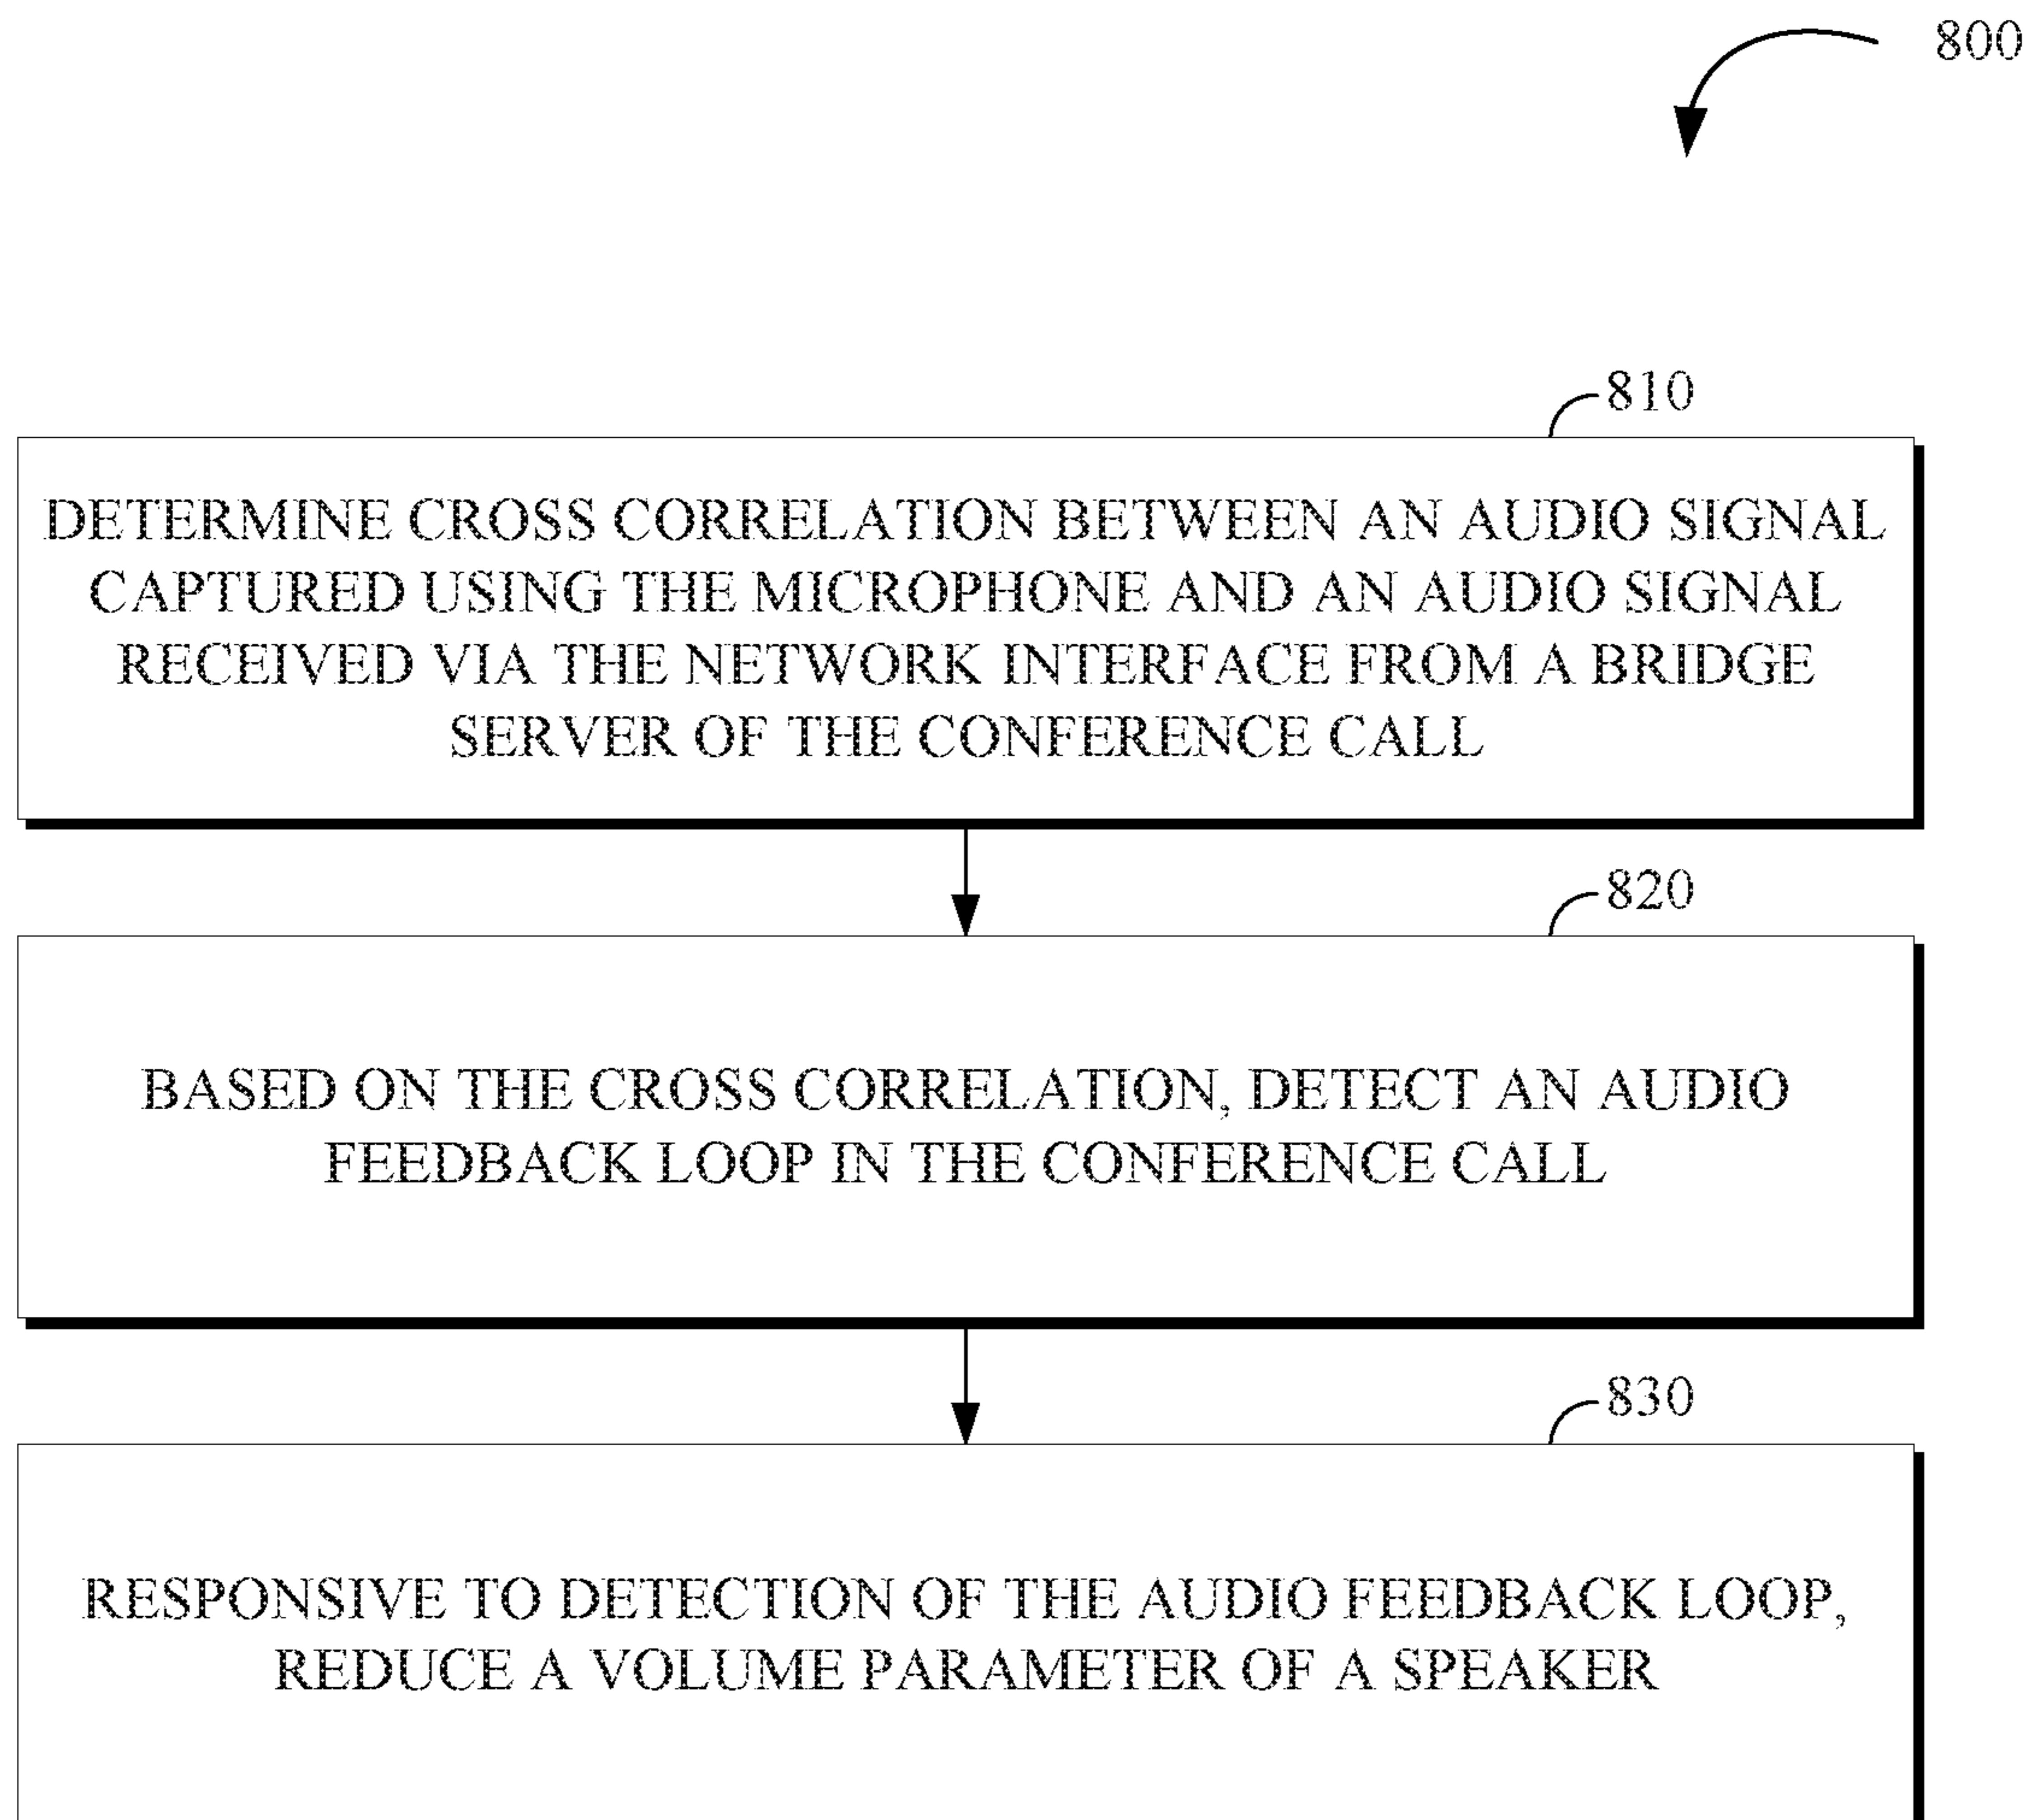 800
810
DETERMINE CROSS CORRELATION BETWEEN AN AUDIO SIGNAL
CAPTURED USING THE MICROPHONE AND AN AUDIO SIGNAL
RECEIVED VIA THE NETWORK INTERFACE FROM A BRIDGE
SERVER OF THE CONFERENCE CALL
820
BASED ON THE CROSS CORRELATION, DETECT AN AUDIO
FEEDBACK LOOP IN THE CONFERENCE CALL
830
RESPONSIVE TO DETECTION OF THE AUDIO FEEDBACK LOOP,
REDUCE A VOLUME PARAMETER OF A SPEAKER